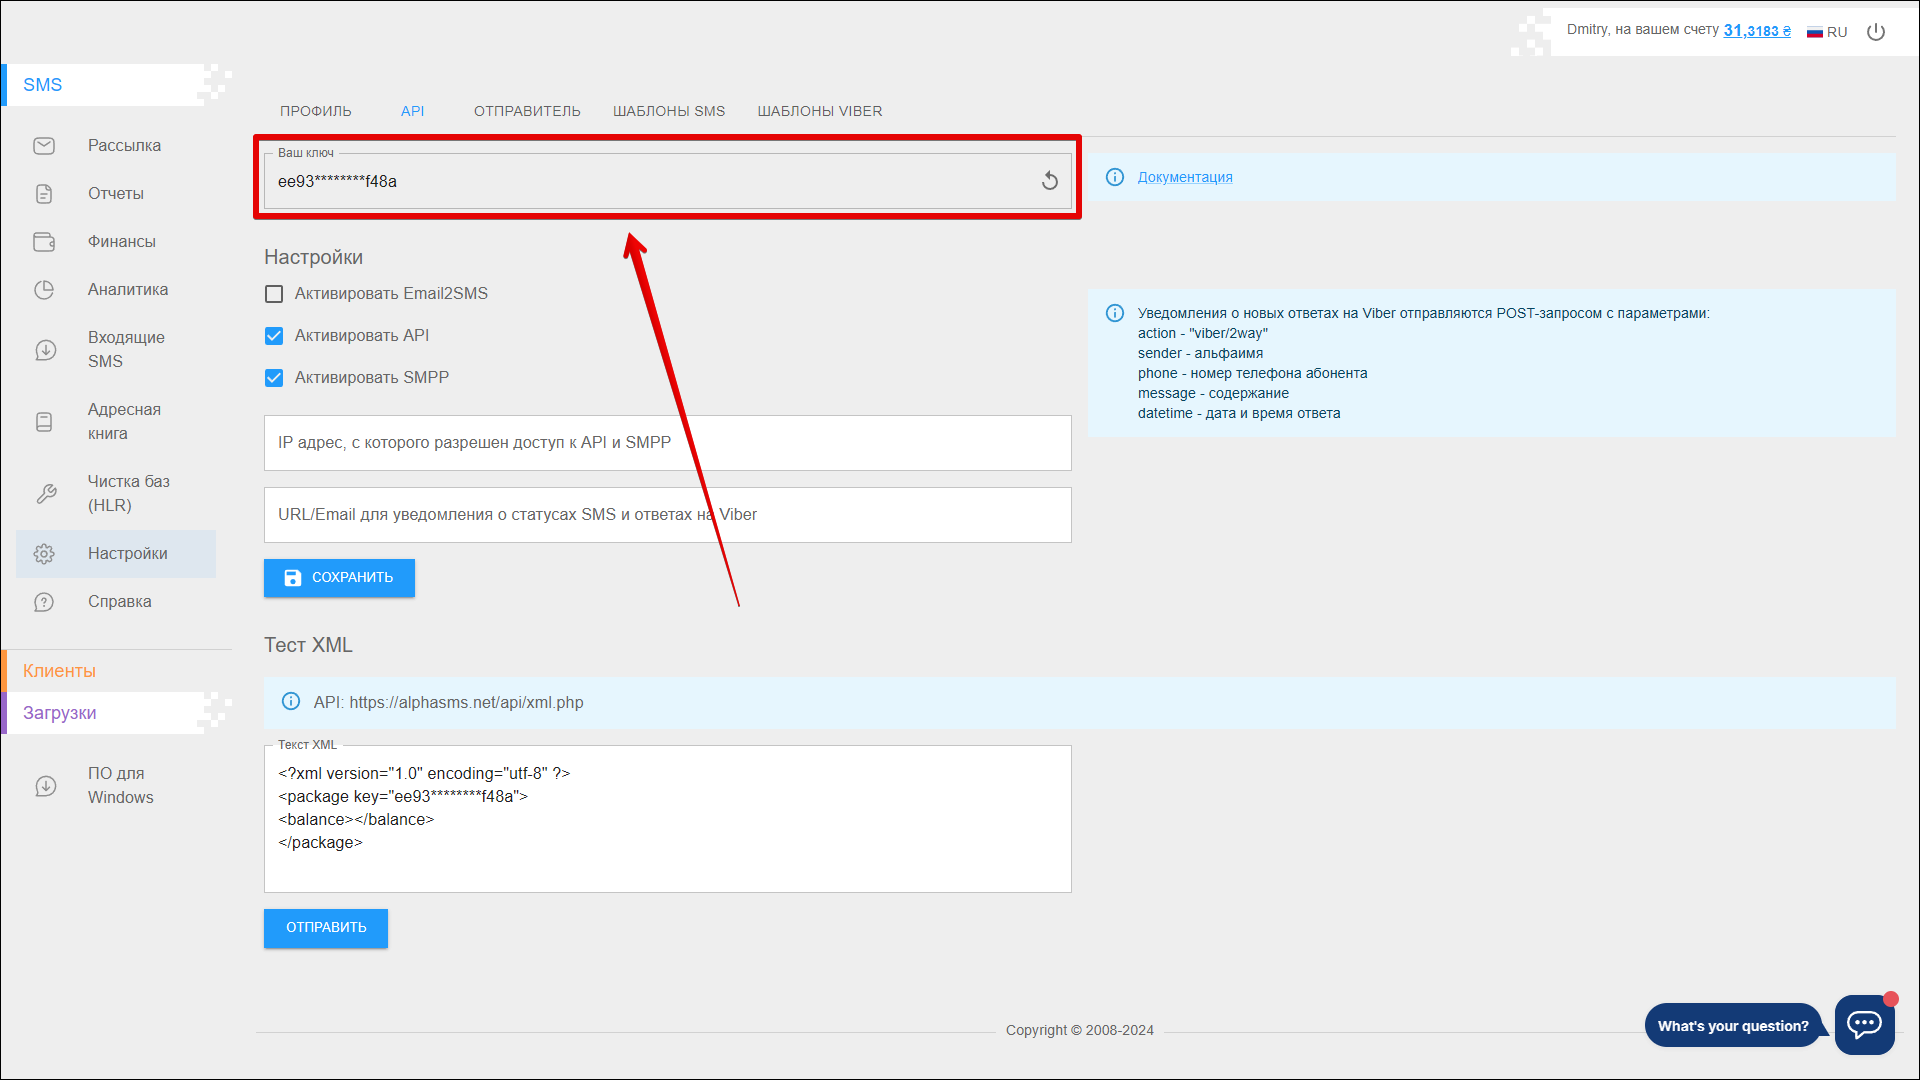 Dmitry, на вашем счету 31,3183 ₴
RU
SMS
Рассылка
Отчеты
Финансы
Аналитика
Входящие
SMS
Адресная
книга
Чистка баз
(HLR)
Настройки
Справка
Клиенты
Загрузки
ПО для
Windows
ПРОФИЛЬ
API
ОТПРАВИТЕЛЬ
ШАБЛОНЫ SMS
ШАБЛОНЫ VIBER
Ваш ключ
ee93********f48a
Документация
Настройки
Активировать Email2SMS
Активировать API
Активировать SMPP
Уведомления о новых ответах на Viber отправляются POST-запросом с параметрами:
action - "viber/2way"
sender - альфаимя
phone - номер телефона абонента
message - содержание
datetime - дата и время ответа
IP адрес, с которого разрешен доступ к API и SMPP
URL/Email для уведомления о статусах SMS и ответах на Viber
СОХРАНИТЬ
Тест XML
API: https://alphasms.net/api/xml.php
Текст XML
<?xml version="1.0" encoding="utf-8" ?>
<package key="ee93********f48a">
<balance></balance>
</package>
ОТПРАВИТЬ
Copyright © 2008-2024
What's your question?